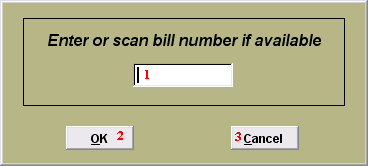 Enter or scan bill number if available
1
OK 2
3 Cancel